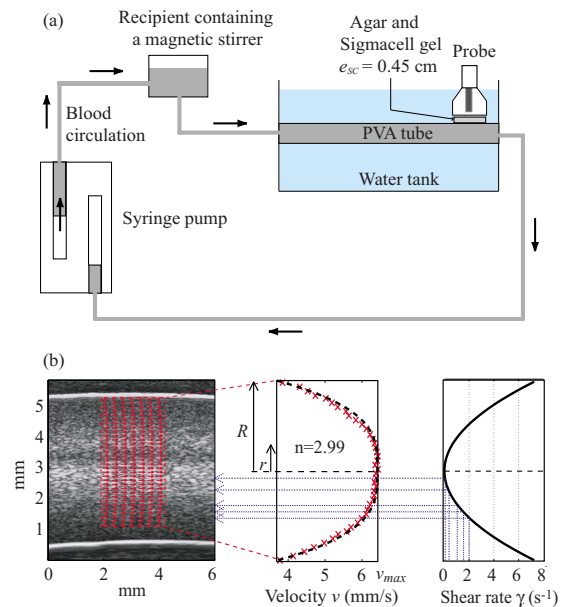 (a)
Recipient containing
a magnetic stirrer
Agar and
Sigmacell gel
eSC = 0.45 cm
Probe
Blood
circulation
PVA tube
Water tank
Syringe pump
(b)
5
4
3
2
1
mm
0 2 4 6
mm
R
r
n=2.99
4 5 6
vmax
Velocity v (mm/s)
0 2 4 6 8
Shear rate γ (s-1)